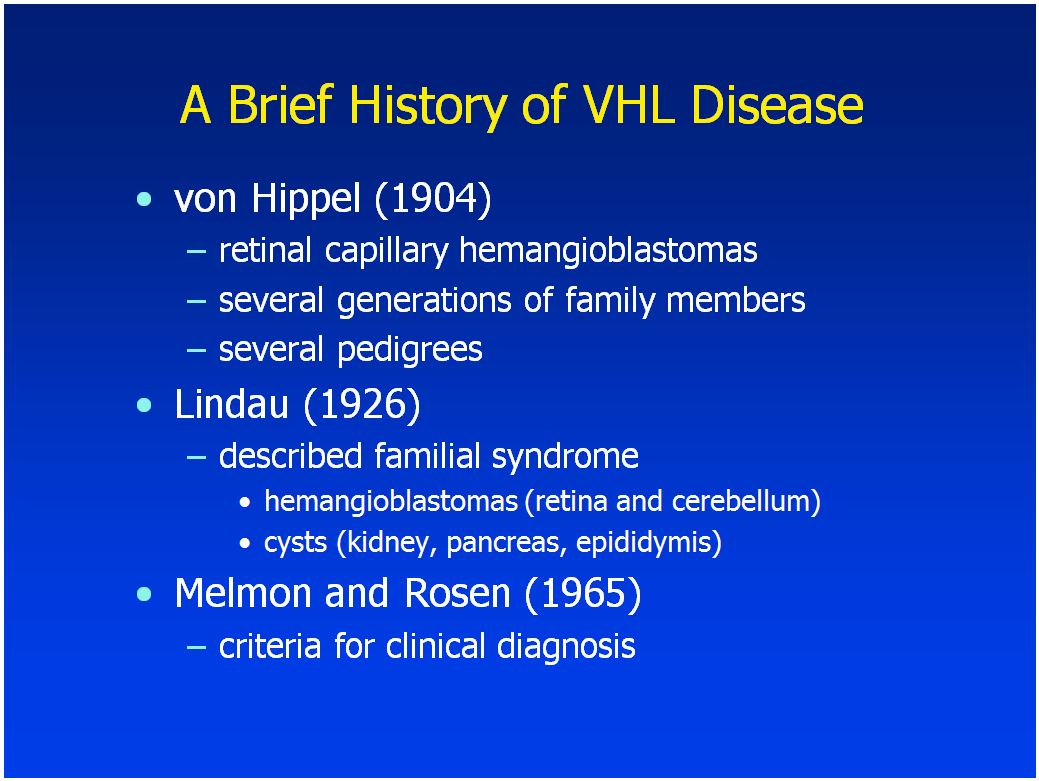 A Brief History of VHL Disease
• von Hippel (1904)
– retinal capillary hemangioblastomas
– several generations of family members
– several pedigrees
• Lindau (1926)
– described familial syndrome
• hemangioblastomas (retina and cerebellum)
• cysts (kidney, pancreas, epididymis)
• Melmon and Rosen (1965)
– criteria for clinical diagnosis